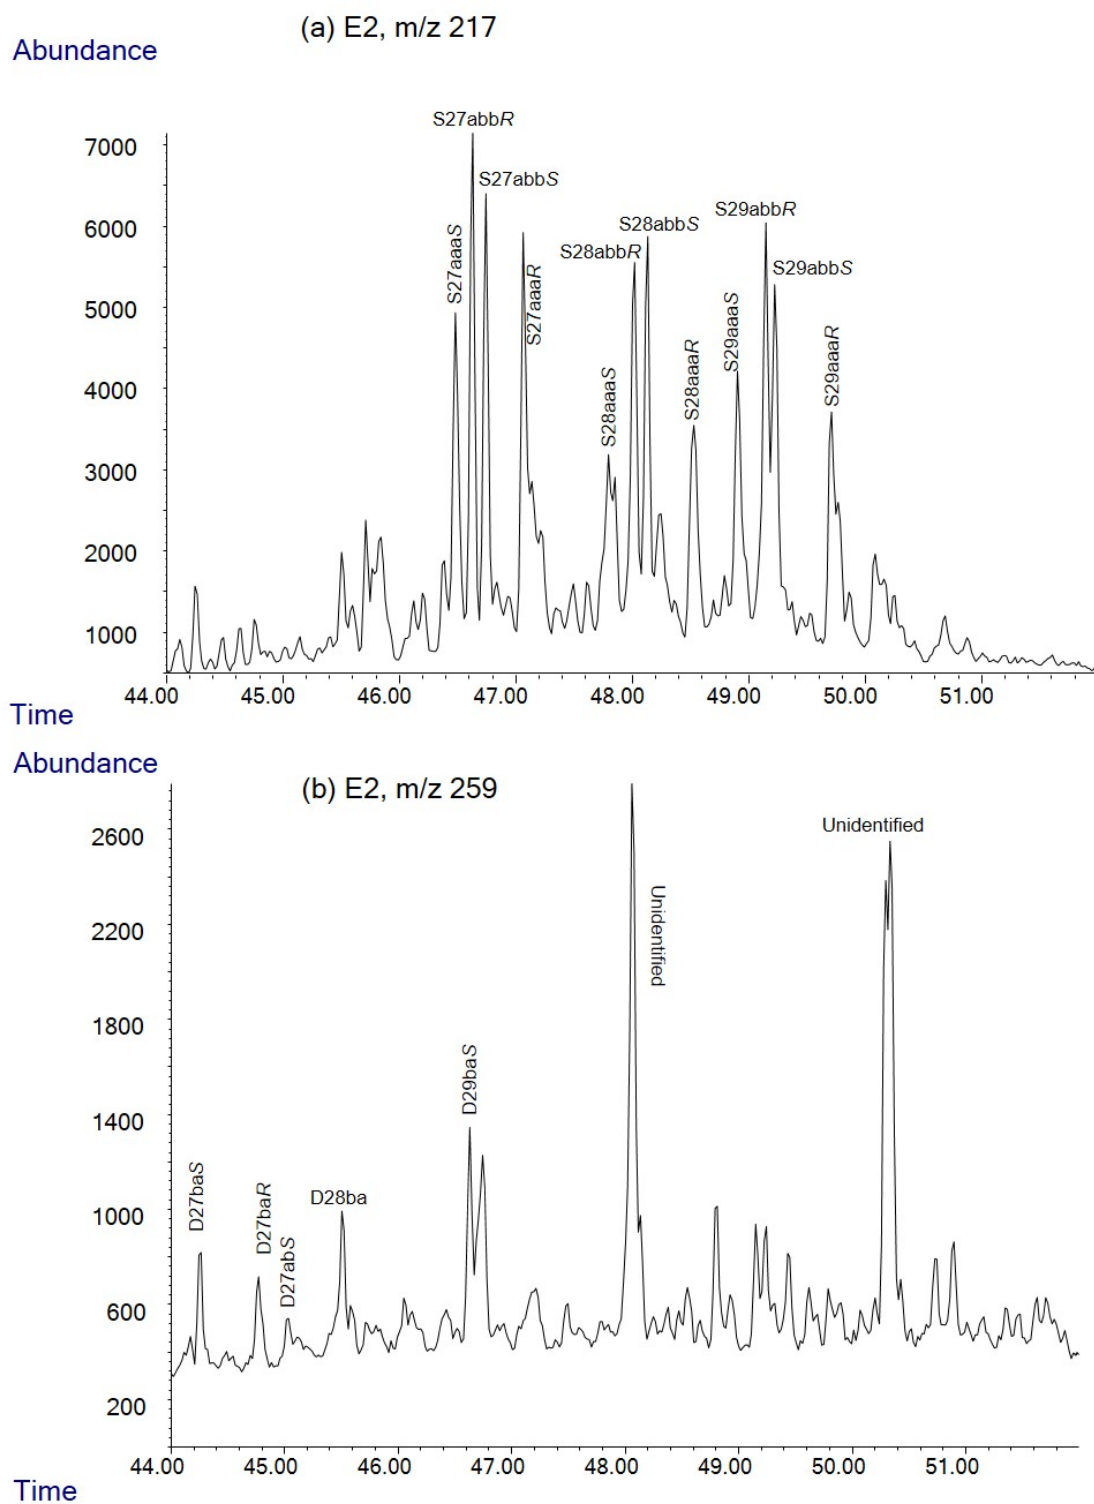 (a) E2, m/z 217
Abundance
S27abbR
7000
S27abbS
S29abbR
6000
S28abbS
S28abbR
S29abbS
S27aaaS
S27aaaR
5000
S29aaaS
S28aaaR
S29aaaR
4000
S28aaaS
3000
2000
1000
44.00 45.00 46.00 47.00 48.00 49.00 50.00 51.00
Time
Abundance
(b) E2, m/z 259
2600
Unidentified
Unidentified
2200
1800
1400
D29baS
D27baS
D27baR
D28ba
1000
D27abS
600
200
44.00 45.00 46.00 47.00 48.00 49.00 50.00 51.00
Time